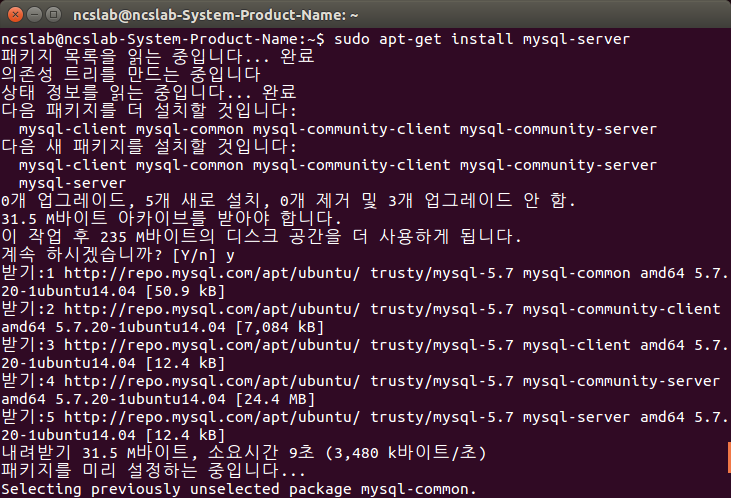 ncslab@ncslab-System-Product-Name: ~
ncslab@ncslab-System-Product-Name:~$ sudo apt-get install mysql-server
패키지 목록을 읽는 중입니다... 완료
의존성 트리를 만드는 중입니다
상태 정보를 읽는 중입니다... 완료
다음 패키지를 더 설치할 것입니다:
  mysql-client mysql-common mysql-community-client mysql-community-server
다음 새 패키지를 설치할 것입니다:
  mysql-client mysql-common mysql-community-client mysql-community-server
  mysql-server
0개 업그레이드, 5개 새로 설치, 0개 제거 및 3개 업그레이드 안 함.
31.5 M바이트 아카이브를 받아야 합니다.
이 작업 후 235 M바이트의 디스크 공간을 더 사용하게 됩니다.
계속 하시겠습니까? [Y/n] y
받기:1 http://repo.mysql.com/apt/ubuntu/ trusty/mysql-5.7 mysql-common amd64 5.7.
20-1ubuntu14.04 [50.9 kB]
받기:2 http://repo.mysql.com/apt/ubuntu/ trusty/mysql-5.7 mysql-community-client
amd64 5.7.20-1ubuntu14.04 [7,084 kB]
받기:3 http://repo.mysql.com/apt/ubuntu/ trusty/mysql-5.7 mysql-client amd64 5.7.
20-1ubuntu14.04 [12.4 kB]
받기:4 http://repo.mysql.com/apt/ubuntu/ trusty/mysql-5.7 mysql-community-server
amd64 5.7.20-1ubuntu14.04 [24.4 MB]
받기:5 http://repo.mysql.com/apt/ubuntu/ trusty/mysql-5.7 mysql-server amd64 5.7.
20-1ubuntu14.04 [12.4 kB]
내려받기 31.5 M바이트, 소요시간 9초 (3,480 k바이트/초)
패키지를 미리 설정하는 중입니다...
Selecting previously unselected package mysql-common.